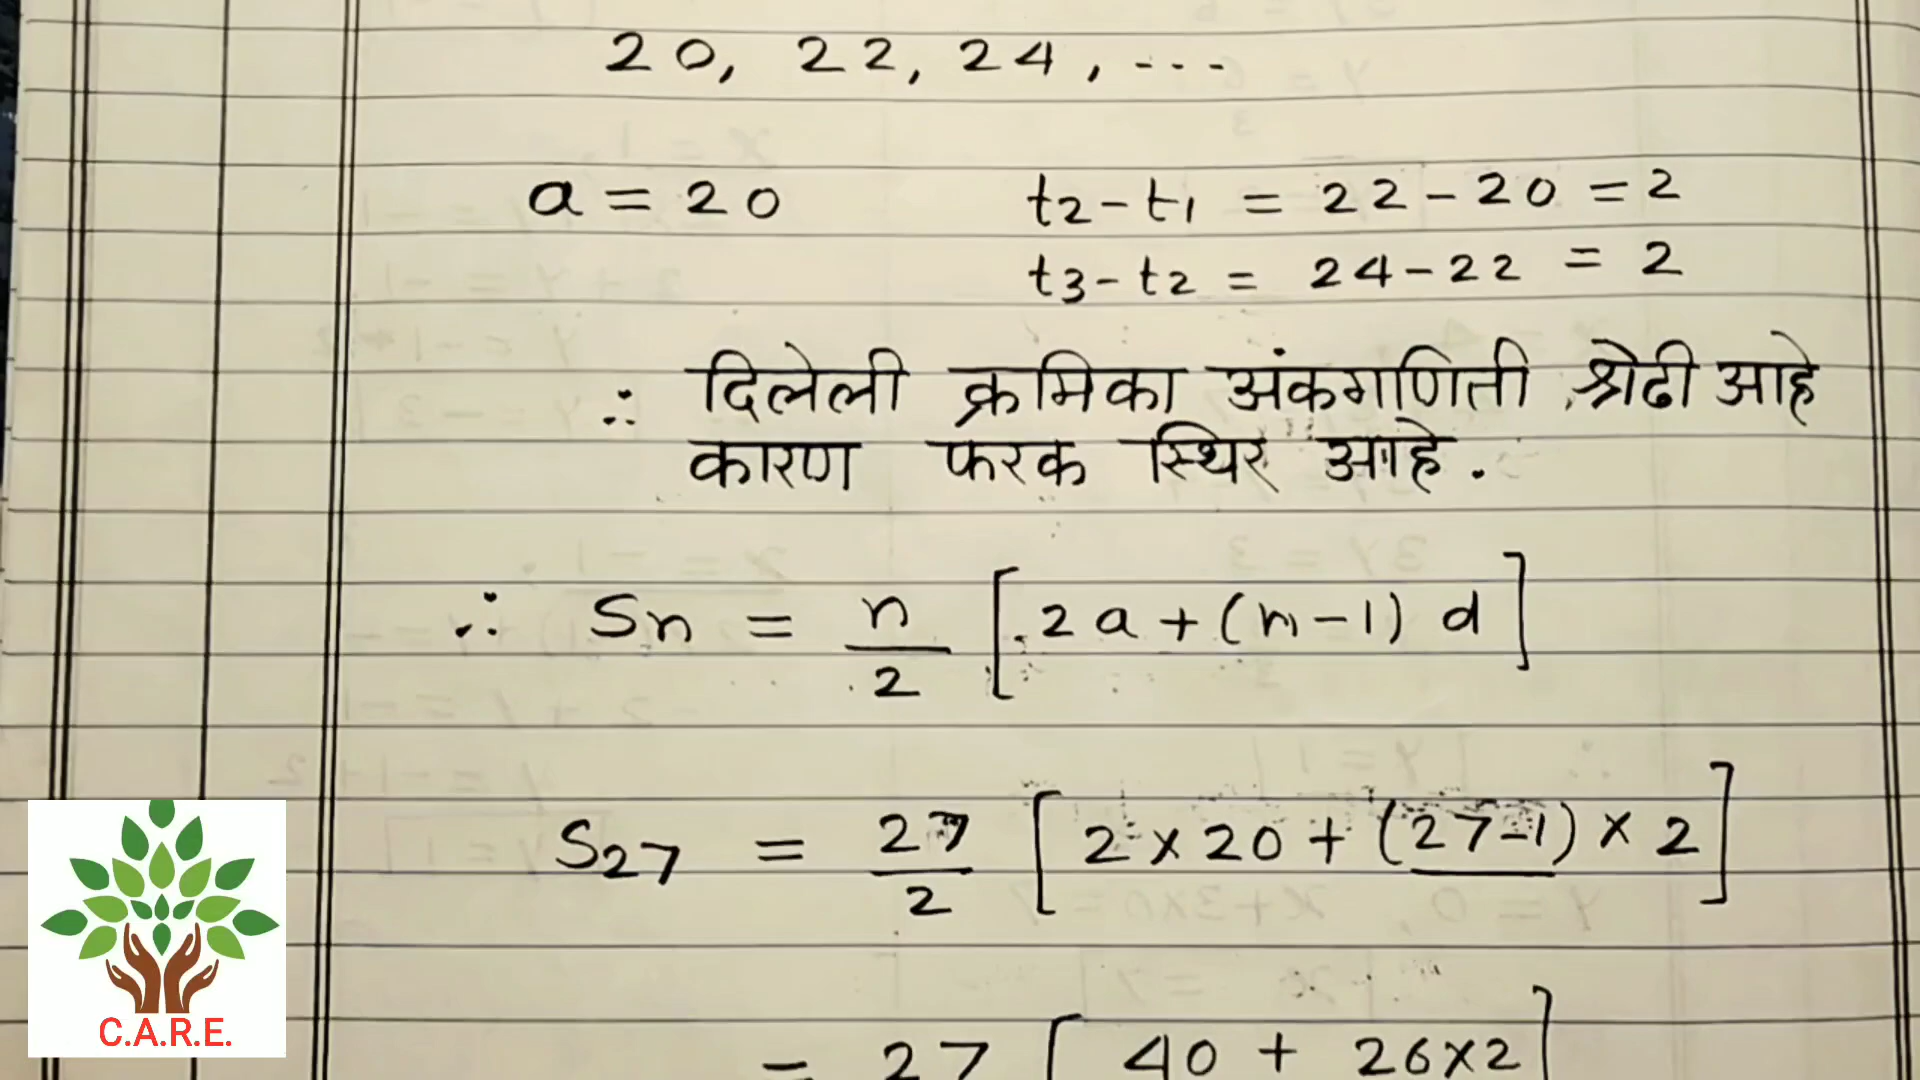 20, 22, 24, ...
a = 20 t2 - t1 = 22 - 20 = 2
t3 - t2 = 24 - 22 = 2
∴ दिलेली क्रमिका अंकगणिती श्रेढी आहे
कारण फरक स्थिर आहे.
∴ Sn = n/2 [2a + (n-1) d]
S27 = 27/2 [2 × 20 + (27-1) × 2]
= 27 [40 + 26×2]
C.A.R.E.